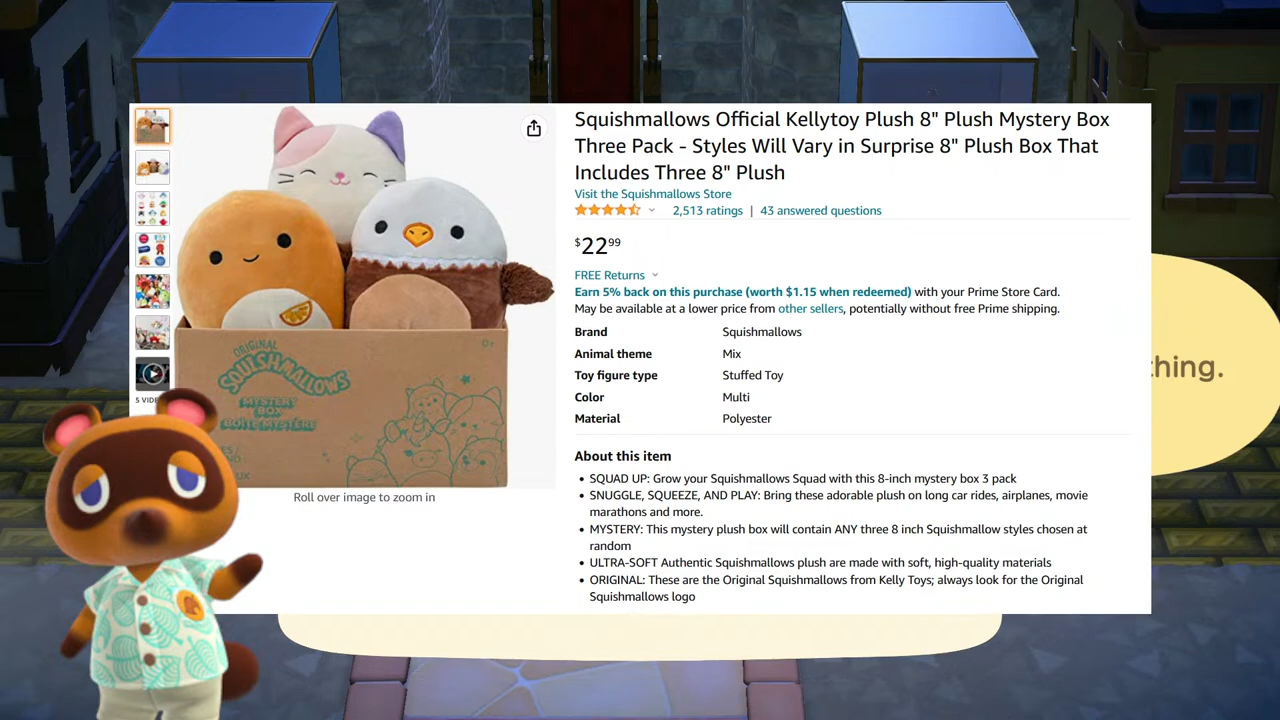 Squishmallows Official Kellytoy Plush 8" Plush Mystery Box
Three Pack - Styles Will Vary in Surprise 8" Plush Box That
Includes Three 8" Plush
Visit the Squishmallows Store
2,513 ratings | 43 answered questions
$22 99
FREE Returns
Earn 5% back on this purchase (worth $1.15 when redeemed) with your Prime Store Card.
May be available at a lower price from other sellers, potentially without free Prime shipping.
Brand Squishmallows
Animal theme Mix
Toy figure type Stuffed Toy
Color Multi
Material Polyester
About this item
• SQUAD UP: Grow your Squishmallows Squad with this 8-inch mystery box 3 pack
• SNUGGLE, SQUEEZE, AND PLAY: Bring these adorable plush on long car rides, airplanes, movie
marathons and more.
• MYSTERY: This mystery plush box will contain ANY three 8 inch Squishmallow styles chosen at
random
• ULTRA-SOFT Authentic Squishmallows plush are made with soft, high-quality materials
• ORIGINAL: These are the Original Squishmallows from Kelly Toys; always look for the Original
Squishmallows logo
ORIGINAL
SQUISHMALLOWS
MYSTERY
BOX
BOÎTE MYSTÈRE
0+
5 VIDE
Roll over image to zoom in
thing.